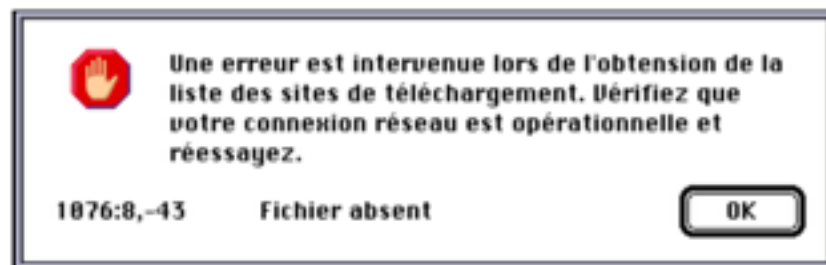 Une erreur est intervenue lors de l'obtention de la
liste des sites de téléchargement. Vérifiez que
votre connexion réseau est opérationnelle et
réessayez.
1076:8,-43 Fichier absent OK